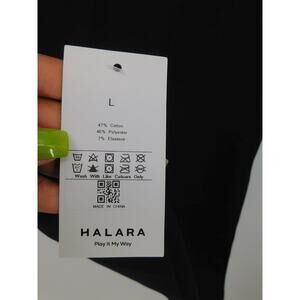 L
47% Cotton
46% Polyester
7% Elastane
Wash With Like Colours Only
MADE IN CHINA
HALARA
Play It My Way